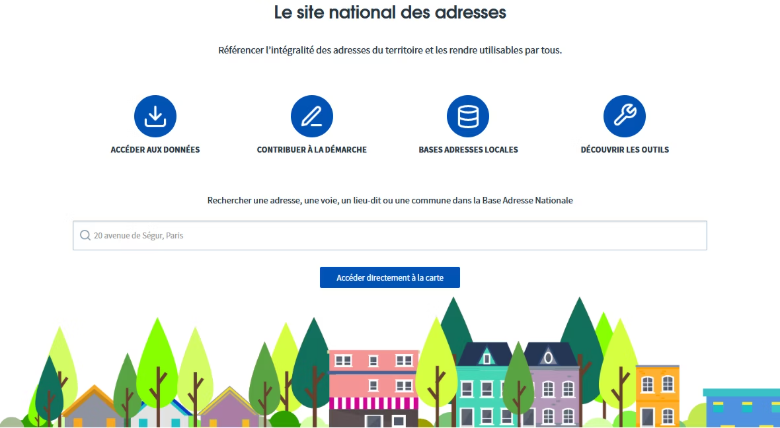 Le site national des adresses
Référencer l'intégralité des adresses du territoire et les rendre utilisables par tous.
ACCÉDER AUX DONNÉES
CONTRIBUER À LA DÉMARCHE
BASES ADRESSES LOCALES
DÉCOUVRIR LES OUTILS
Rechercher une adresse, une voie, un lieu-dit ou une commune dans la Base Adresse Nationale
20 avenue de Ségur, Paris
Accéder directement à la carte